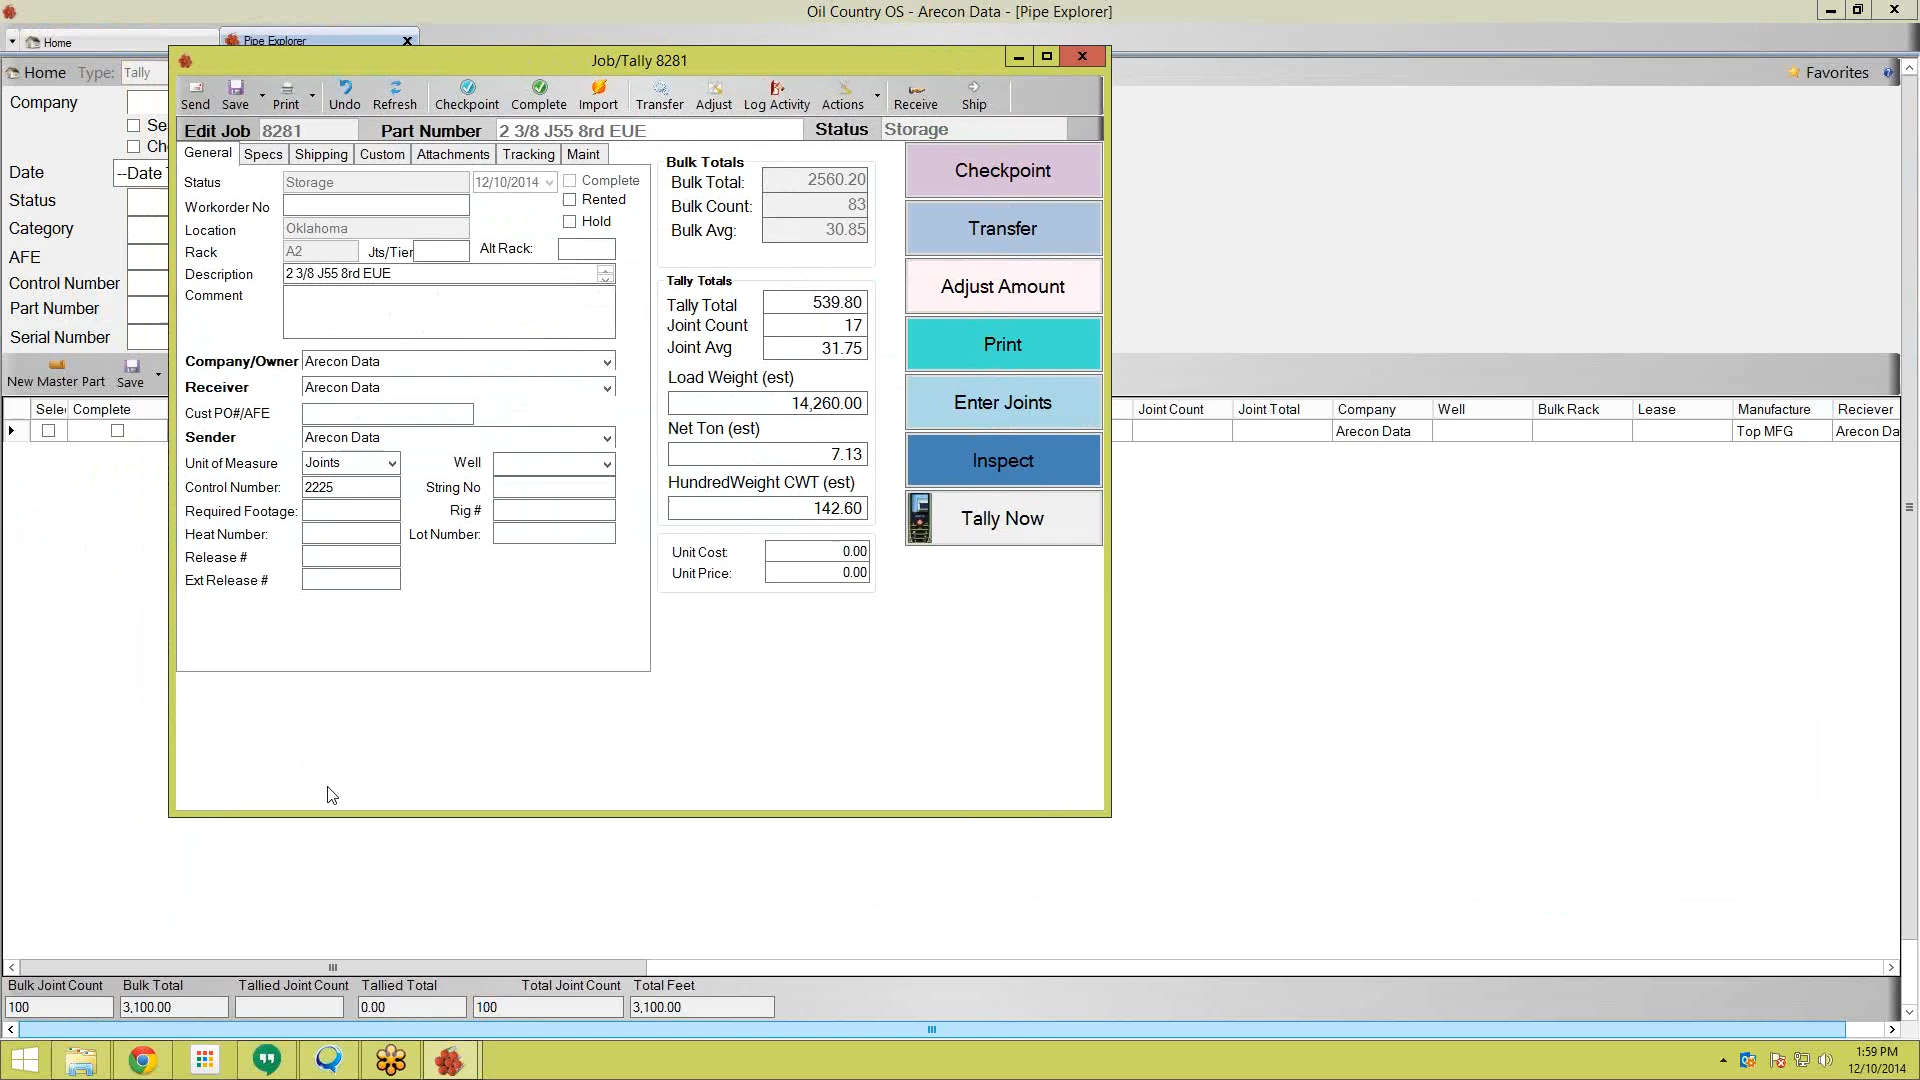 Oil Country OS - Arecon Data - [Pipe Explorer]
Home
Pipe Explorer
Home Type: Tally
Favorites
Company
Se
Ch
Date
--Date
Status
Category
AFE
Control Number
Part Number
Serial Number
New Master Part
Save
Job/Tally 8281
Send Save Print Undo Refresh Checkpoint Complete Import Transfer Adjust Log Activity Actions Receive Ship
Edit Job 8281 Part Number 2 3/8 J55 8rd EUE Status Storage
General Specs Shipping Custom Attachments Tracking Maint
Status Storage 12/10/2014 Complete
Workorder No Rented
Location Oklahoma Hold
Rack A2 Jts/Tier Alt Rack:
Description 2 3/8 J55 8rd EUE
Comment
Company/Owner Arecon Data
Receiver Arecon Data
Cust PO#/AFE
Sender Arecon Data
Unit of Measure Joints Well
Control Number: 2225 String No
Required Footage: Rig #
Heat Number: Lot Number:
Release #
Ext Release #
Bulk Totals
Bulk Total: 2560.20
Bulk Count: 83
Bulk Avg: 30.85
Tally Totals
Tally Total 539.80
Joint Count 17
Joint Avg 31.75
Load Weight (est)
14,260.00
Net Ton (est)
7.13
HundredWeight CWT (est)
142.60
Unit Cost: 0.00
Unit Price: 0.00
Checkpoint
Transfer
Adjust Amount
Print
Enter Joints
Inspect
Tally Now
Selec Complete Joint Count Joint Total Company Well Bulk Rack Lease Manufacture Reciever
Arecon Data Top MFG Arecon Da
Bulk Joint Count Bulk Total Tallied Joint Count Tallied Total Total Joint Count Total Feet
100 3,100.00 0.00 100 3,100.00
1:59 PM
12/10/2014